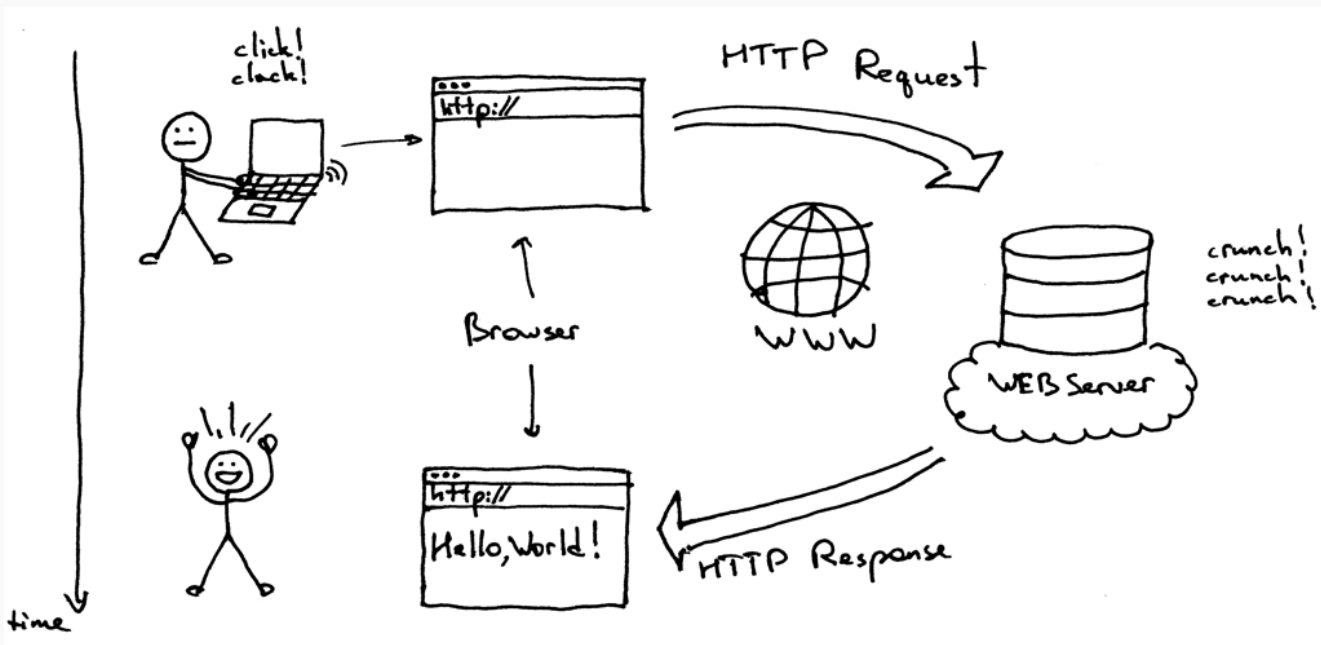 click!
clack!
HTTP Request
http://
crunch!
crunch!
crunch!
Browser
WWW
WEB Server
http://
Hello, World!
HTTP Response
time